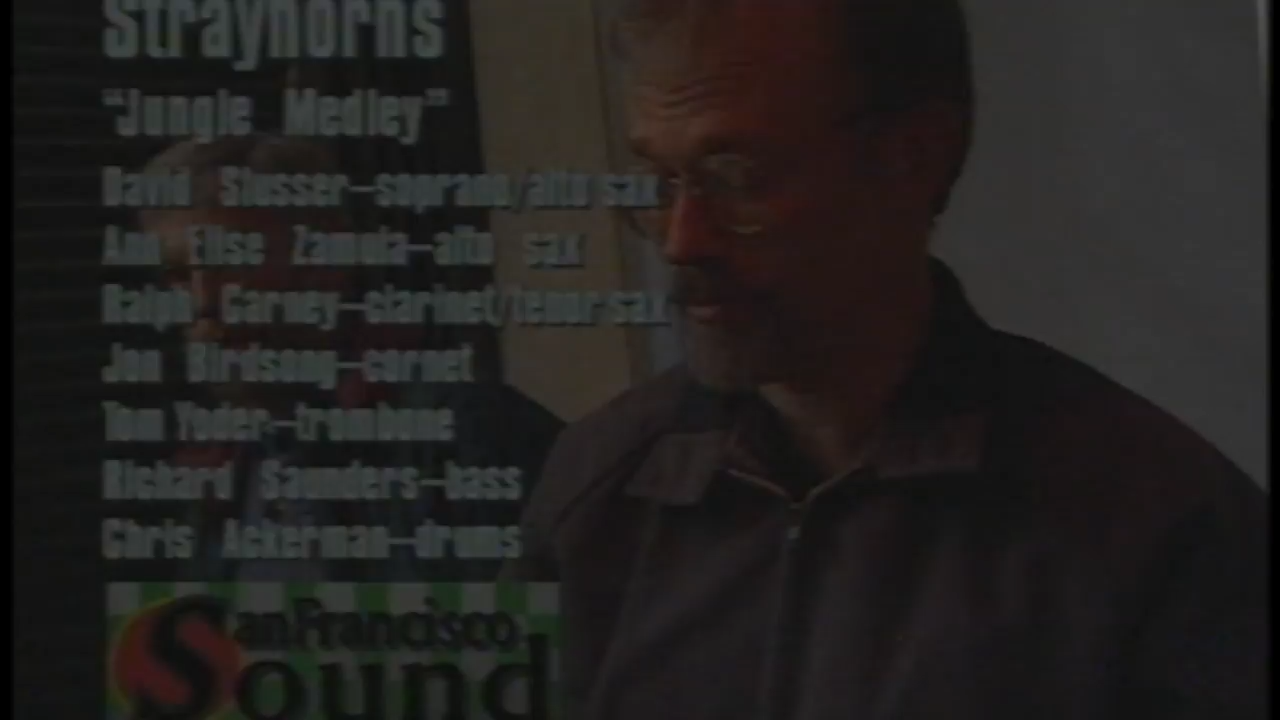 Strayhorns
"Jungle Medley"
David Slusser—soprano/alto sax
Ann Elise Zamula—alto sax
Ralph Carney—clarinet/tenor sax
Jon Birdsong—cornet
Tom Yoder—trombone
Richard Saunders—bass
Chris Ackerman—drums
San Francisco
Sound